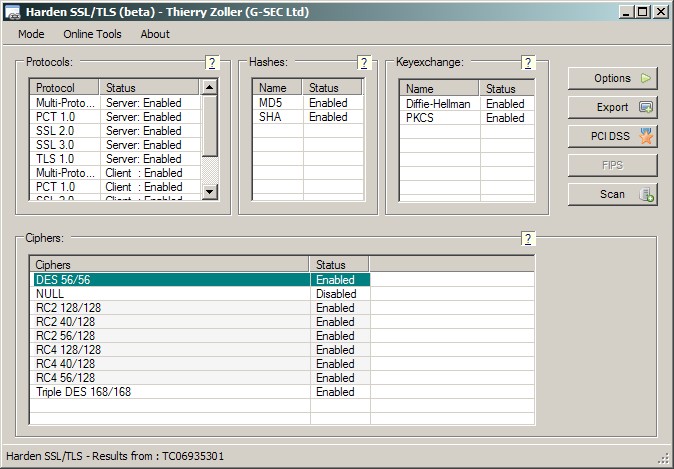 Harden SSL/TLS (beta) - Thierry Zoller (G-SEC Ltd)
Mode Online Tools About
Protocols: ?
Protocol Status
Multi-Proto... Server: Enabled
PCT 1.0 Server: Enabled
SSL 2.0 Server: Enabled
SSL 3.0 Server: Enabled
TLS 1.0 Server: Enabled
Multi-Proto... Client : Enabled
PCT 1.0 Client : Enabled
SSL 2.0 Client : Enabled
Hashes: ?
Name Status
MD5 Enabled
SHA Enabled
Keyexchange: ?
Name Status
Diffie-Hellman Enabled
PKCS Enabled
Options
Export
PCI DSS
FIPS
Scan
Ciphers: ?
Ciphers Status
DES 56/56 Enabled
NULL Disabled
RC2 128/128 Enabled
RC2 40/128 Enabled
RC2 56/128 Enabled
RC4 128/128 Enabled
RC4 40/128 Enabled
RC4 56/128 Enabled
Triple DES 168/168 Enabled
Harden SSL/TLS - Results from : TC06935301